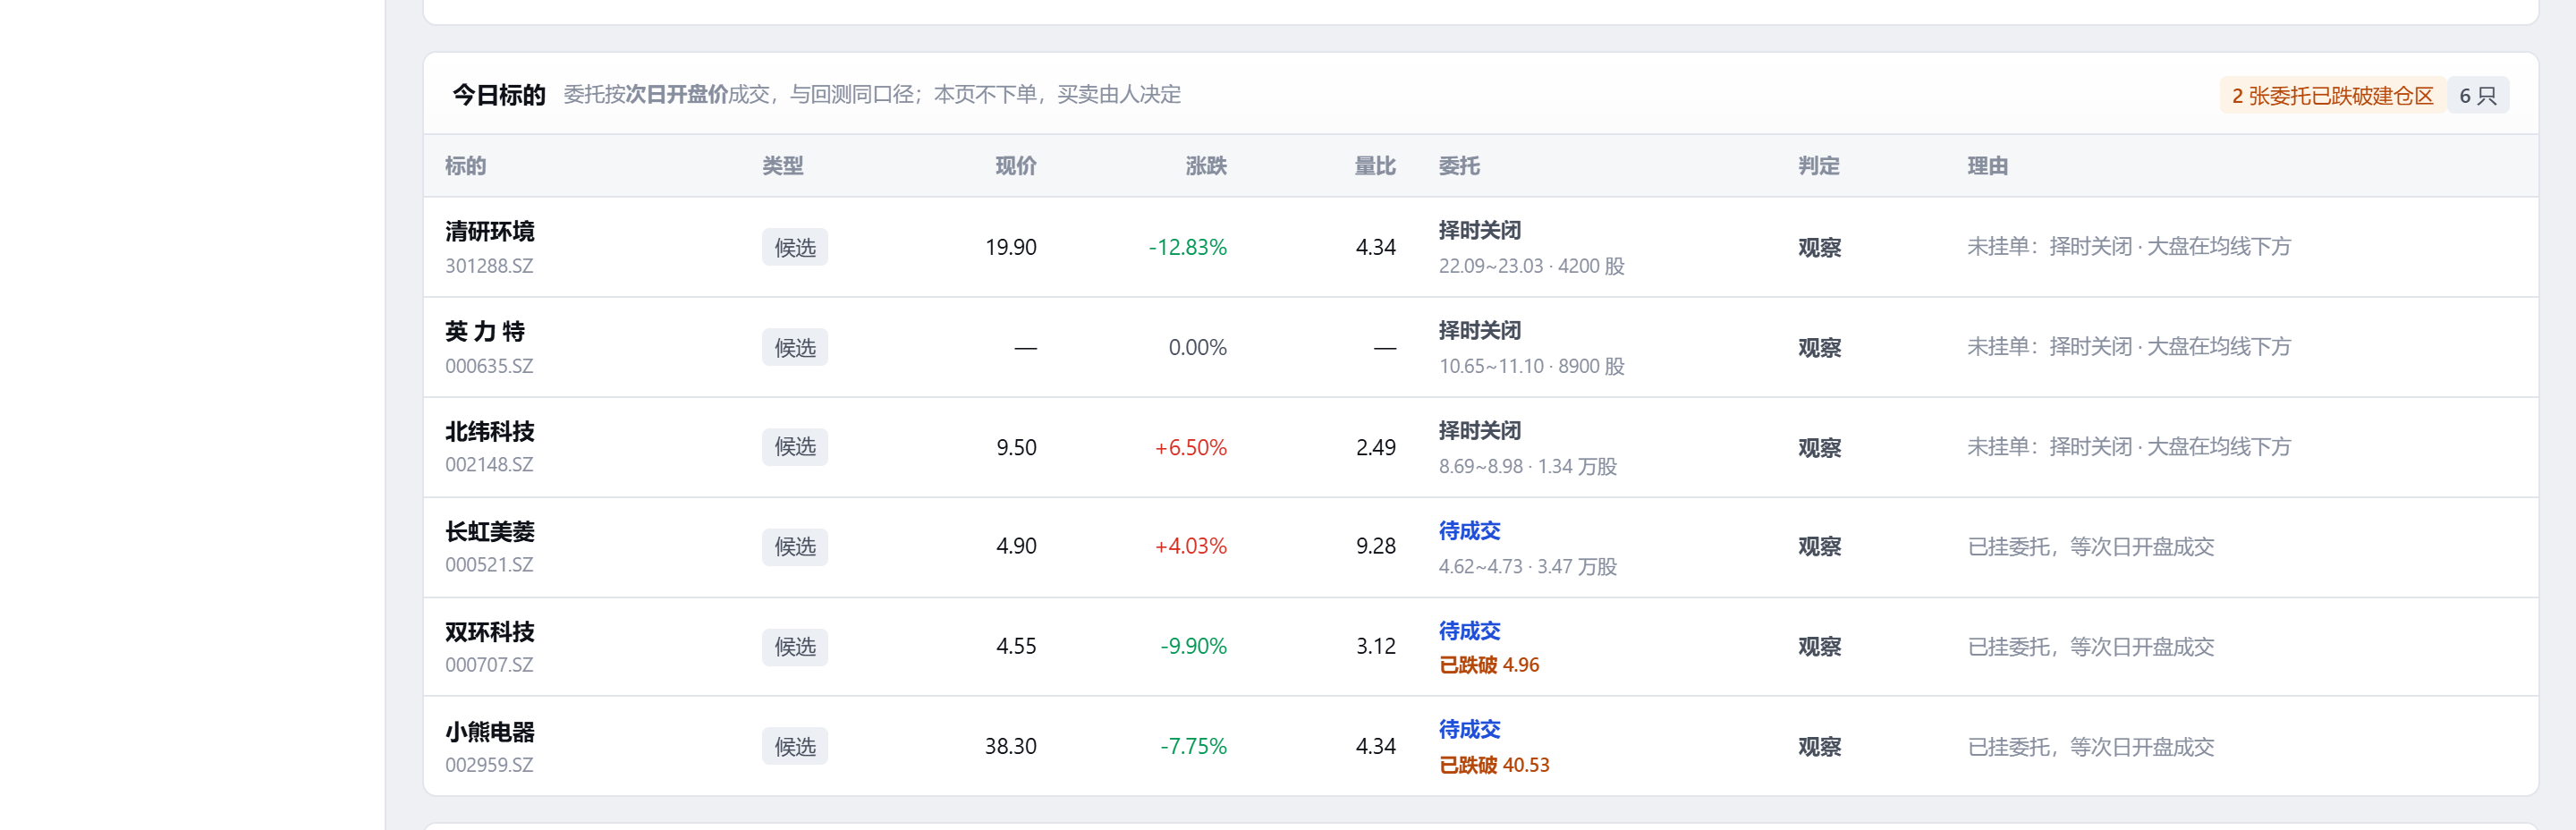 今日标的 委托按次日开盘价成交，与回测同口径；本页不下单，买卖由人决定 2 张委托已跌破建仓区 6 只
标的 类型 现价 涨跌 量比 委托 判定 理由
清研环境 候选 19.90 -12.83% 4.34 择时关闭 观察 未挂单：择时关闭 · 大盘在均线下方
301288.SZ 22.09~23.03 · 4200 股
英 力 特 候选 — 0.00% — 择时关闭 观察 未挂单：择时关闭 · 大盘在均线下方
000635.SZ 10.65~11.10 · 8900 股
北纬科技 候选 9.50 +6.50% 2.49 择时关闭 观察 未挂单：择时关闭 · 大盘在均线下方
002148.SZ 8.69~8.98 · 1.34 万股
长虹美菱 候选 4.90 +4.03% 9.28 待成交 观察 已挂委托，等次日开盘成交
000521.SZ 4.62~4.73 · 3.47 万股
双环科技 候选 4.55 -9.90% 3.12 待成交 观察 已挂委托，等次日开盘成交
000707.SZ 已跌破 4.96
小熊电器 候选 38.30 -7.75% 4.34 待成交 观察 已挂委托，等次日开盘成交
002959.SZ 已跌破 40.53